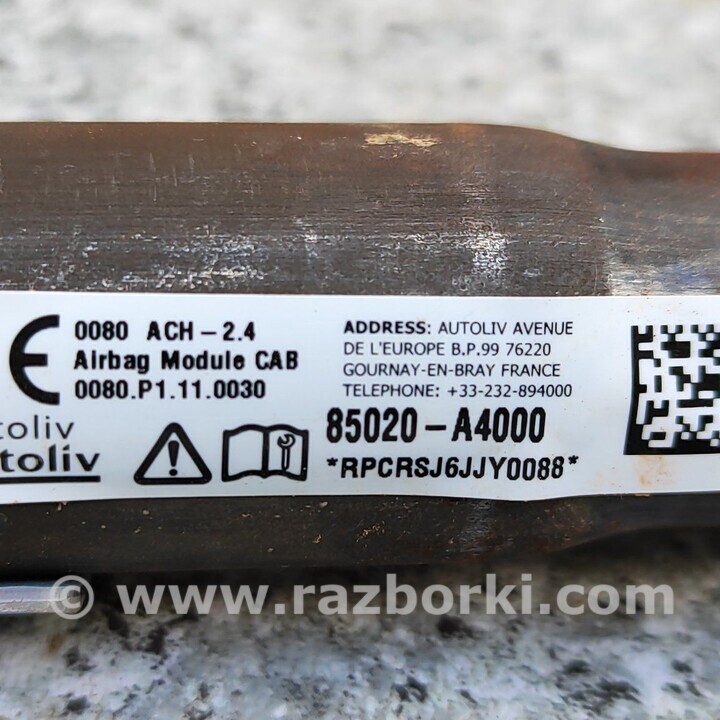 CE 0080 ACH-2.4
Airbag Module CAB
0080.P1.11.0030
ADDRESS: AUTOLIV AVENUE
DE L'EUROPE B.P.99 76220
GOURNAY-EN-BRAY FRANCE
TELEPHONE: +33-232-894000
85020-A4000
*RPCRSJ6JJY0088*
toliv
toliv
© www.razborki.com